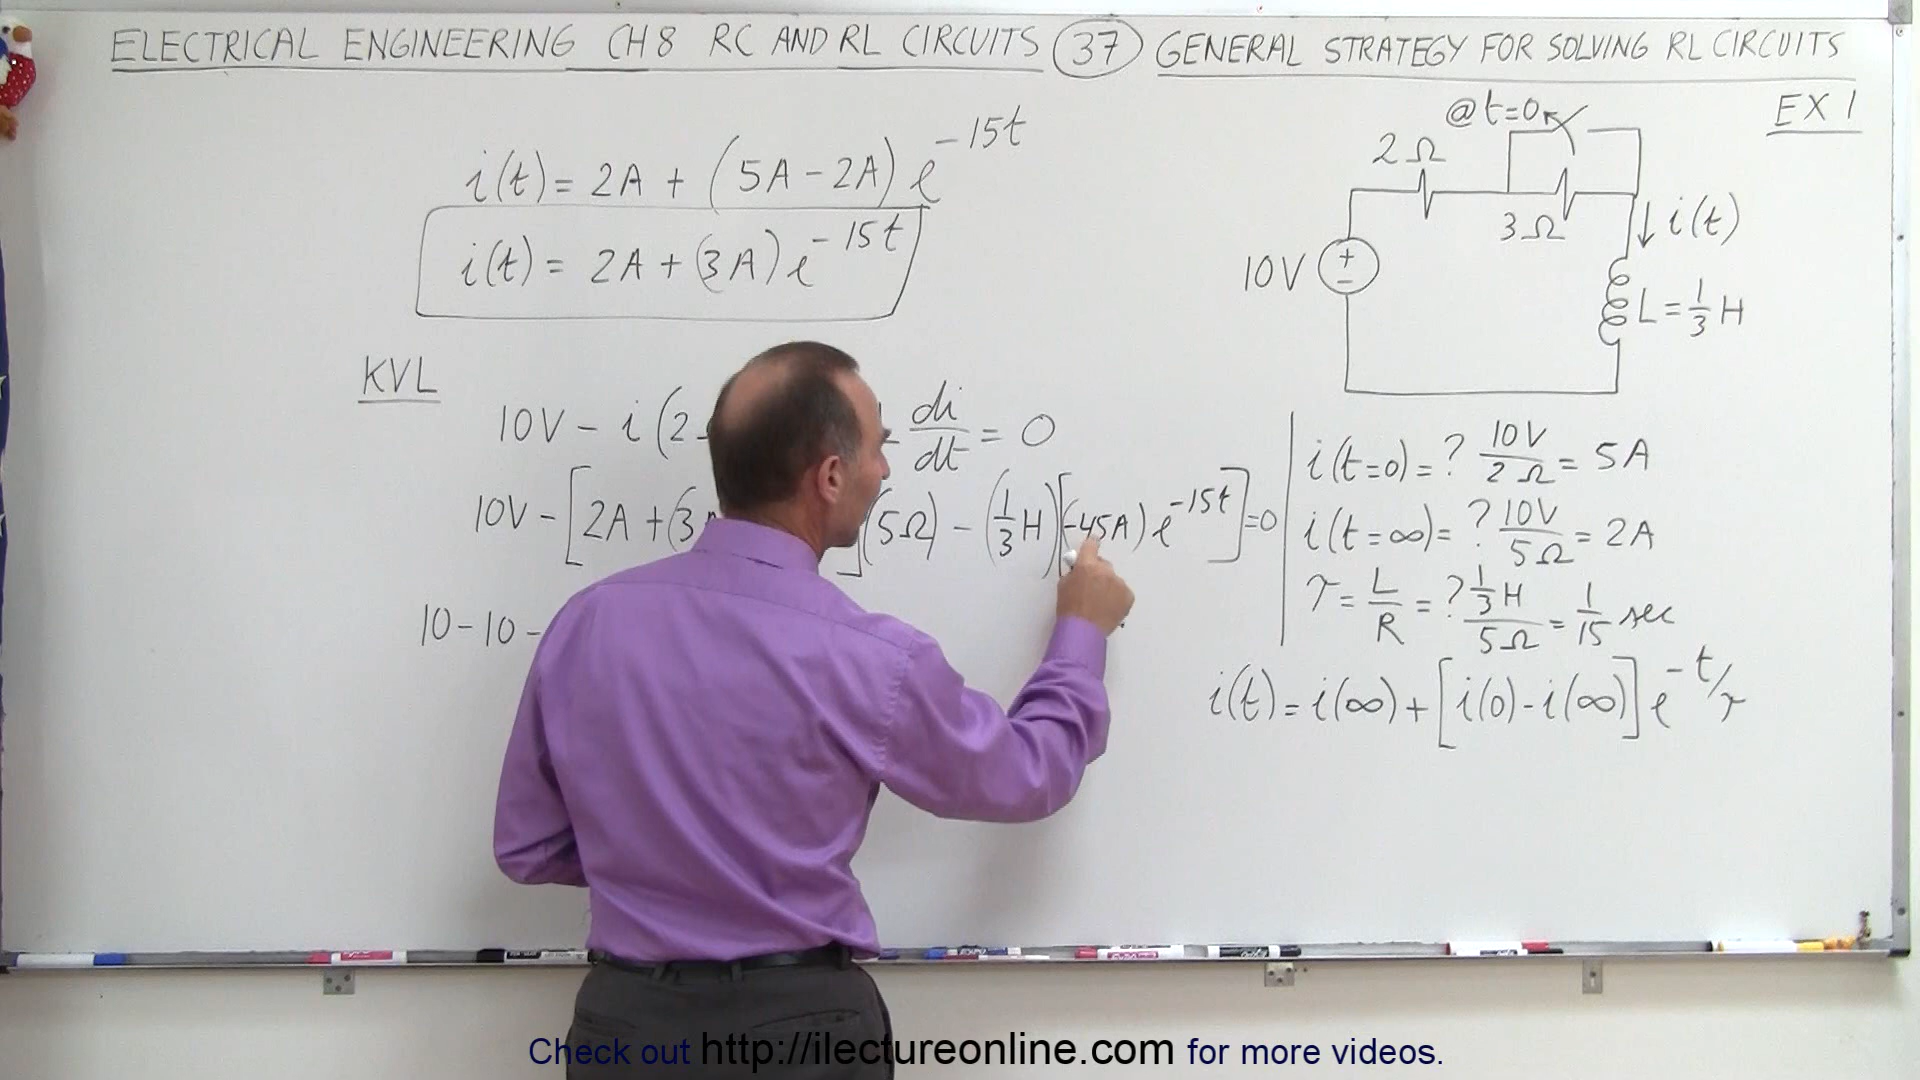 ELECTRICAL ENGINEERING CH 8 RC AND RL CIRCUITS 37 GENERAL STRATEGY FOR SOLVING RL CIRCUITS
EX 1
i(t) = 2A + (5A - 2A) e^-15t
i(t) = 2A + (3A) e^-15t
KVL
10V - i (2 di/dt = 0
10V - [2A + (3 ](5Ω) - (1/3 H)[(-45A) e^-15t] = 0
10 - 10 -
@ t=0
2Ω
3Ω
i(t)
10V
+
-
L = 1/3 H
i(t=0) = ? 10V/2Ω = 5A
i(t=∞) = ? 10V/5Ω = 2A
τ = L/R = ? 1/3 H/5Ω = 1/15 sec
i(t) = i(∞) + [i(0) - i(∞)] e^-t/τ
Check out http://ilectureonline.com for more videos.